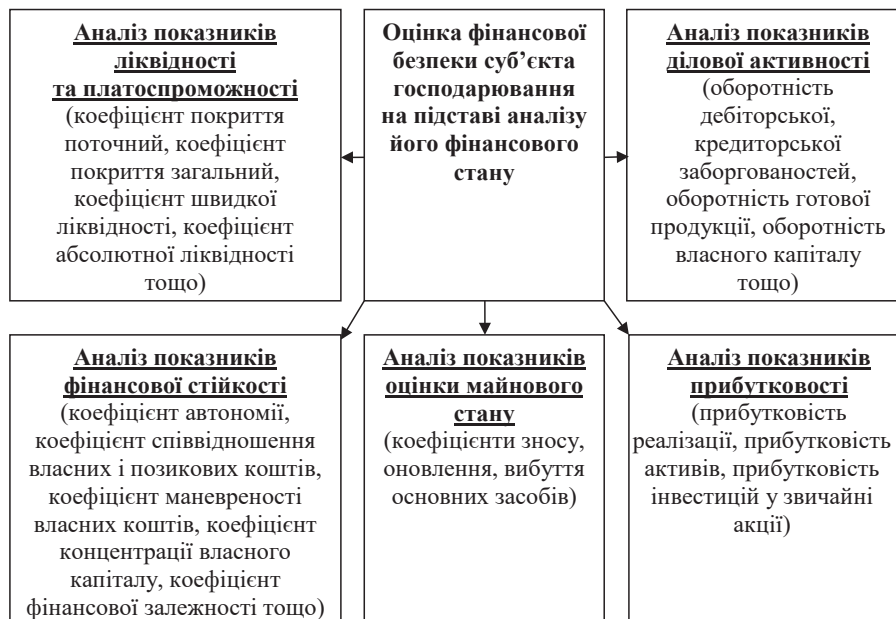 Аналіз показників
ліквідності
та платоспроможності
(коефіцієнт покриття
поточний, коефіцієнт
покриття загальний,
коефіцієнт швидкої
ліквідності, коефіцієнт
абсолютної ліквідності
тощо)
Оцінка фінансової
безпеки суб’єкта
господарювання
на підставі аналізу
його фінансового
стану
Аналіз показників
ділової активності
(оборотність
дебіторської,
кредиторської
заборгованостей,
оборотність готової
продукції, оборотність
власного капіталу
тощо)
Аналіз показників
фінансової стійкості
(коефіцієнт автономії,
коефіцієнт співвідношення
власних і позикових коштів,
коефіцієнт маневреності
власних коштів, коефіцієнт
концентрації власного
капіталу, коефіцієнт
фінансової залежності тощо)
Аналіз показників
оцінки майнового
стану
(коефіцієнти зносу,
оновлення, вибуття
основних засобів)
Аналіз показників
прибутковості
(прибутковість
реалізації, прибутковість
активів, прибутковість
інвестицій у звичайні
акції)